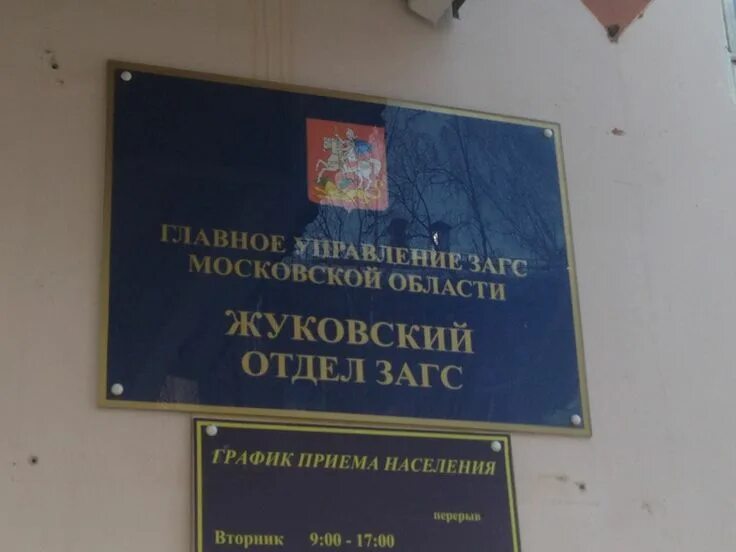 ГЛАВНОЕ УПРАВЛЕНИЕ ЗАГС
МОСКОВСКОЙ ОБЛАСТИ
ЖУКОВСКИЙ
ОТДЕЛ ЗАГС
ГРАФИК ПРИЕМА НАСЕЛЕНИЯ
перерыв
Вторник 9:00 - 17:00